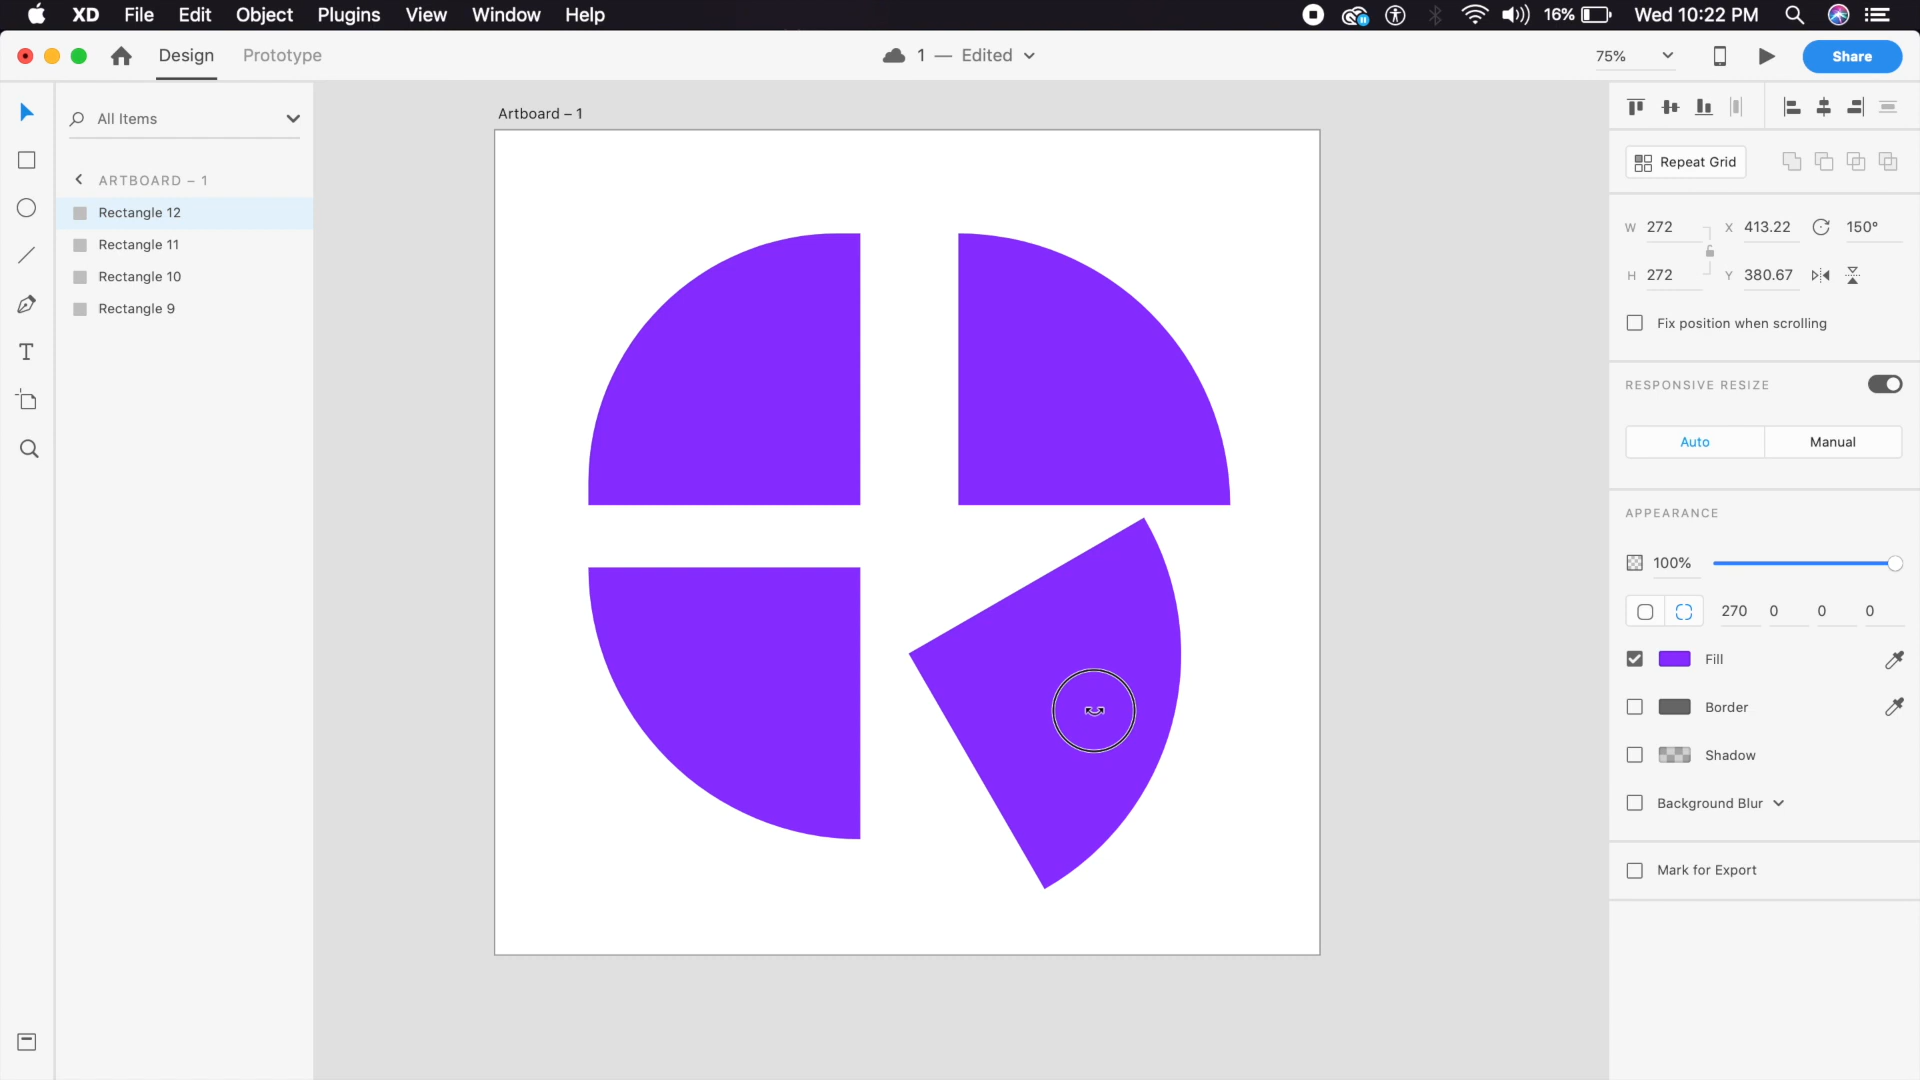 XD File Edit Object Plugins View Window Help 16% Wed 10:22 PM
Design Prototype 1 — Edited 75% Share
All Items
ARTBOARD – 1
Rectangle 12
Rectangle 11
Rectangle 10
Rectangle 9
T
Artboard – 1
Repeat Grid
W 272 X 413.22 150°
H 272 Y 380.67
Fix position when scrolling
RESPONSIVE RESIZE
Auto Manual
APPEARANCE
100%
270 0 0 0
Fill
Border
Shadow
Background Blur
Mark for Export